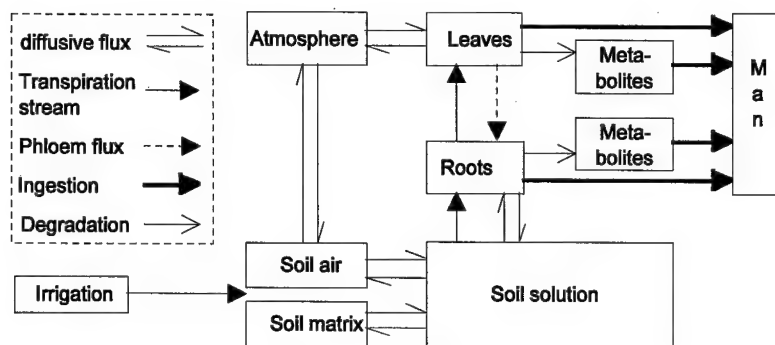 diffusive flux
Transpiration
stream
Phloem flux
Ingestion
Degradation
Atmosphere
Leaves
Meta-
bolites
Meta-
bolites
Roots
M
a
n
Soil air
Irrigation
Soil matrix
Soil solution